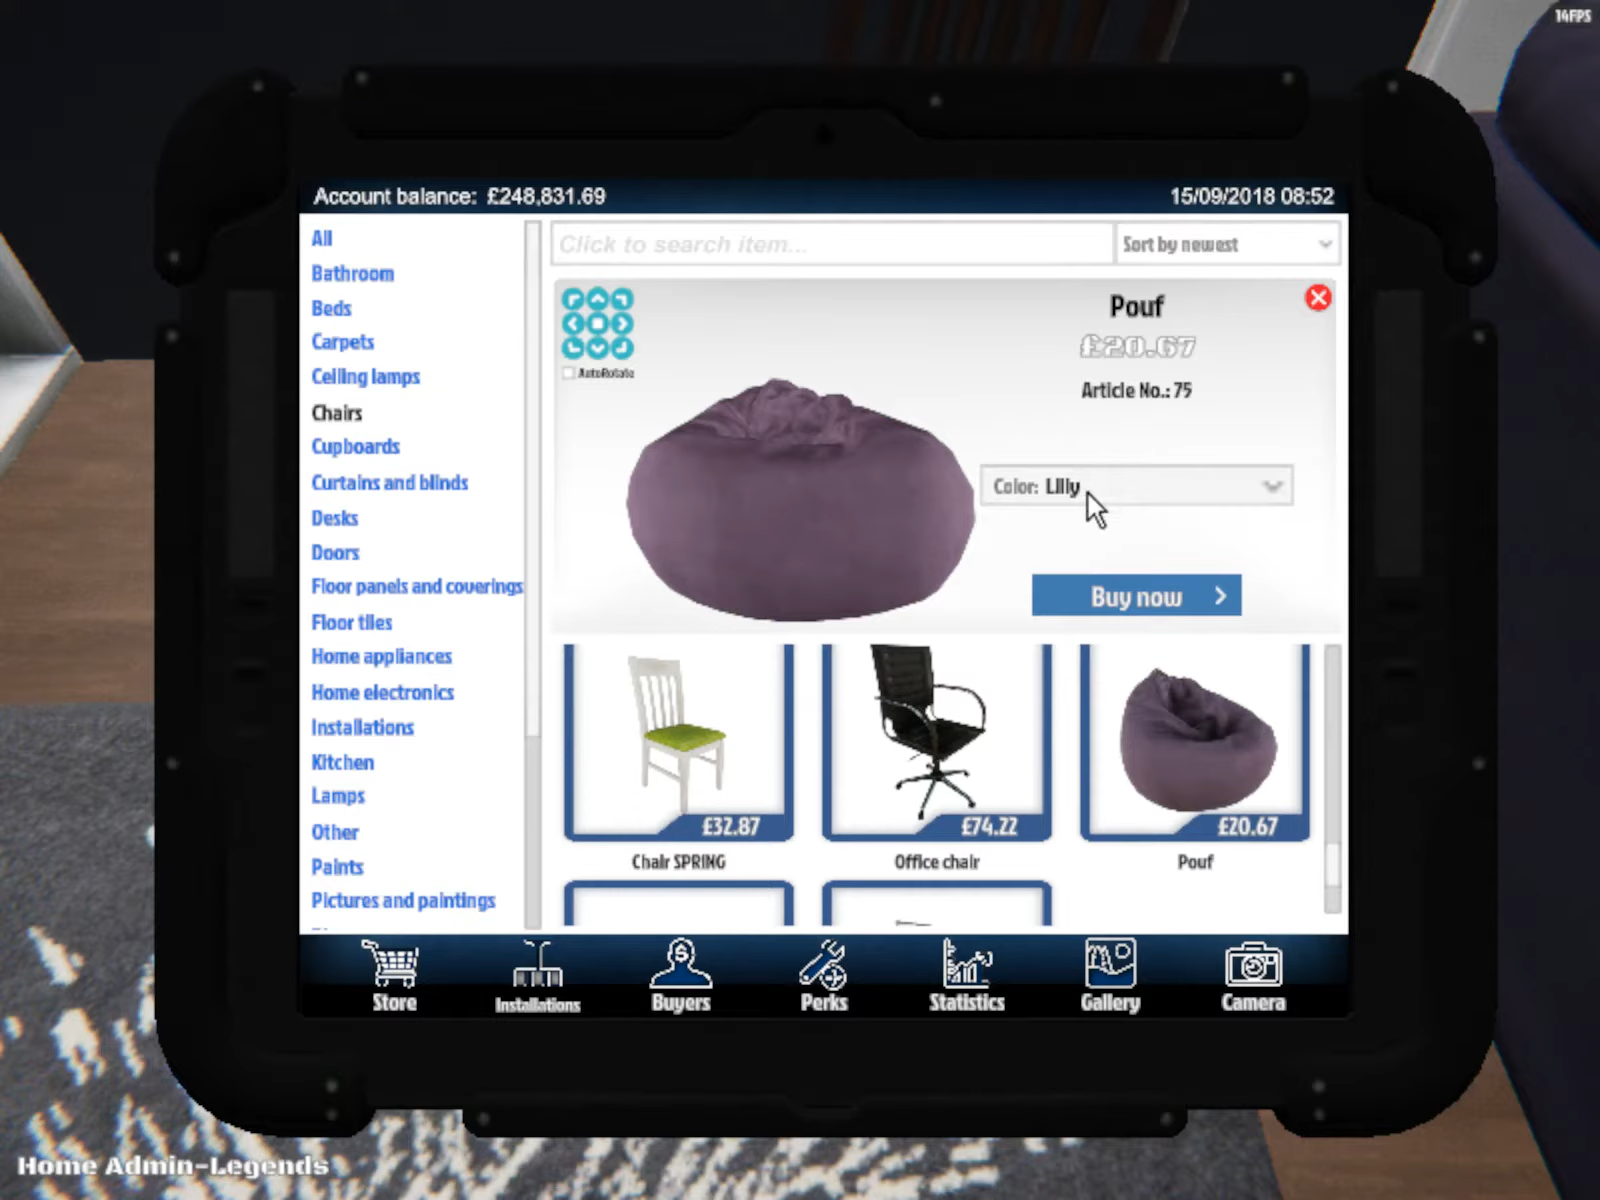 14FPS
Account balance: £248,831.69
15/09/2018 08:52
All
Bathroom
Beds
Carpets
Ceiling lamps
Chairs
Cupboards
Curtains and blinds
Desks
Doors
Floor panels and coverings
Floor tiles
Home appliances
Home electronics
Installations
Kitchen
Lamps
Other
Paints
Pictures and paintings
Click to search item...
Sort by newest
AutoRotate
Pouf
£20.67
Article No.: 75
Color: Lilly
Buy now
£32.87
£74.22
£20.67
Chair SPRING
Office chair
Pouf
Store
Installations
Buyers
Perks
Statistics
Gallery
Camera
Home Admin-Legends